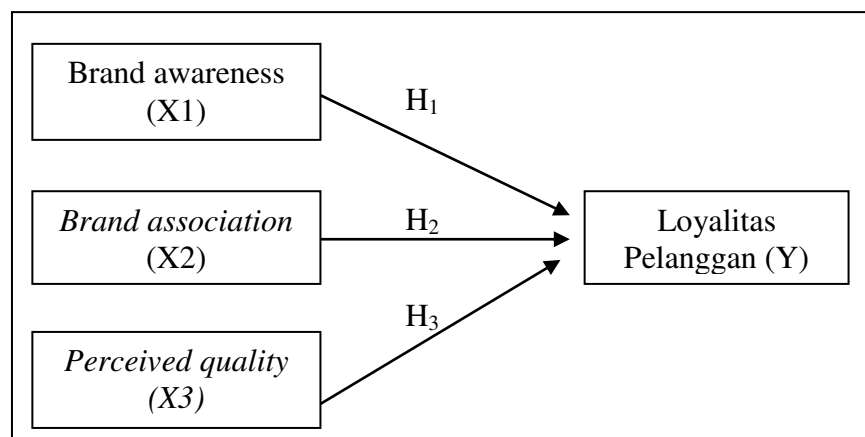 Brand awareness
(X1)
H₁
Brand association
(X2)
H₂
Loyalitas
Pelanggan (Y)
H₃
Perceived quality
(X3)